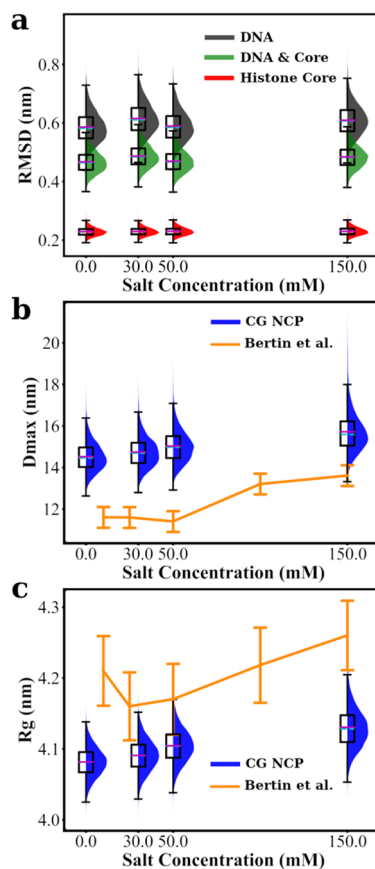 a
DNA
DNA & Core
Histone Core
RMSD (nm)
0.8
0.6
0.4
0.2
0.0 30.0 50.0 150.0
Salt Concentration (mM)
b
CG NCP
Bertin et al.
Dmax (nm)
20
18
16
14
12
0.0 30.0 50.0 150.0
Salt Concentration (mM)
c
Rg (nm)
4.3
4.2
4.1
4.0
CG NCP
Bertin et al.
0.0 30.0 50.0 150.0
Salt Concentration (mM)